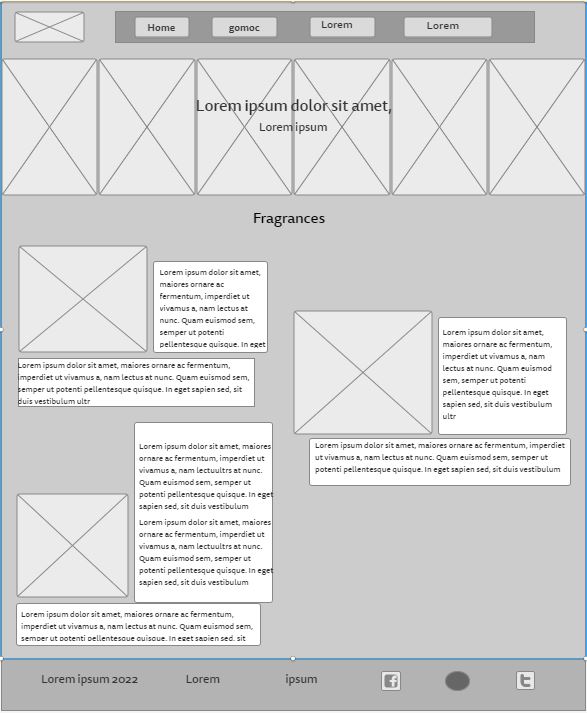 Home gomoc Lorem Lorem
Lorem ipsum dolor sit amet,
Lorem ipsum
Fragrances
Lorem ipsum dolor sit amet,
maiores ornare ac
fermentum, imperdiet ut
vivamus a, nam lectus at
nunc. Quam euismod sem,
semper ut potenti
pellentesque quisque. In eget
Lorem ipsum dolor sit amet, maiores ornare ac fermentum,
imperdiet ut vivamus a, nam lectus at nunc. Quam euismod sem,
semper ut potenti pellentesque quisque. In eget sapien sed, sit
duis vestibulum ultr
Lorem ipsum dolor sit amet,
maiores ornare ac
fermentum, imperdiet ut
vivamus a, nam lectus at
nunc. Quam euismod sem,
semper ut potenti
pellentesque quisque. In eget
sapien sed, sit duis vestibulum
ultr
Lorem ipsum dolor sit amet, maiores ornare ac fermentum, imperdiet
ut vivamus a, nam lectus at nunc. Quam euismod sem, semper ut
potenti pellentesque quisque. In eget sapien sed, sit duis vestibulum
Lorem ipsum dolor sit amet, maiores
ornare ac fermentum, imperdiet ut
vivamus a, nam lectuultrs at nunc.
Quam euismod sem, semper ut
potenti pellentesque quisque. In eget
sapien sed, sit duis vestibulum
Lorem ipsum dolor sit amet, maiores
ornare ac fermentum, imperdiet ut
vivamus a, nam lectuultrs at nunc.
Quam euismod sem, semper ut
potenti pellentesque quisque. In eget
sapien sed, sit duis vestibulum
Lorem ipsum dolor sit amet, maiores ornare ac fermentum,
imperdiet ut vivamus a, nam lectus at nunc. Quam euismod sem,
semper ut potenti pellentesque quisque. In eget sapien sed, sit
Lorem ipsum 2022 Lorem ipsum